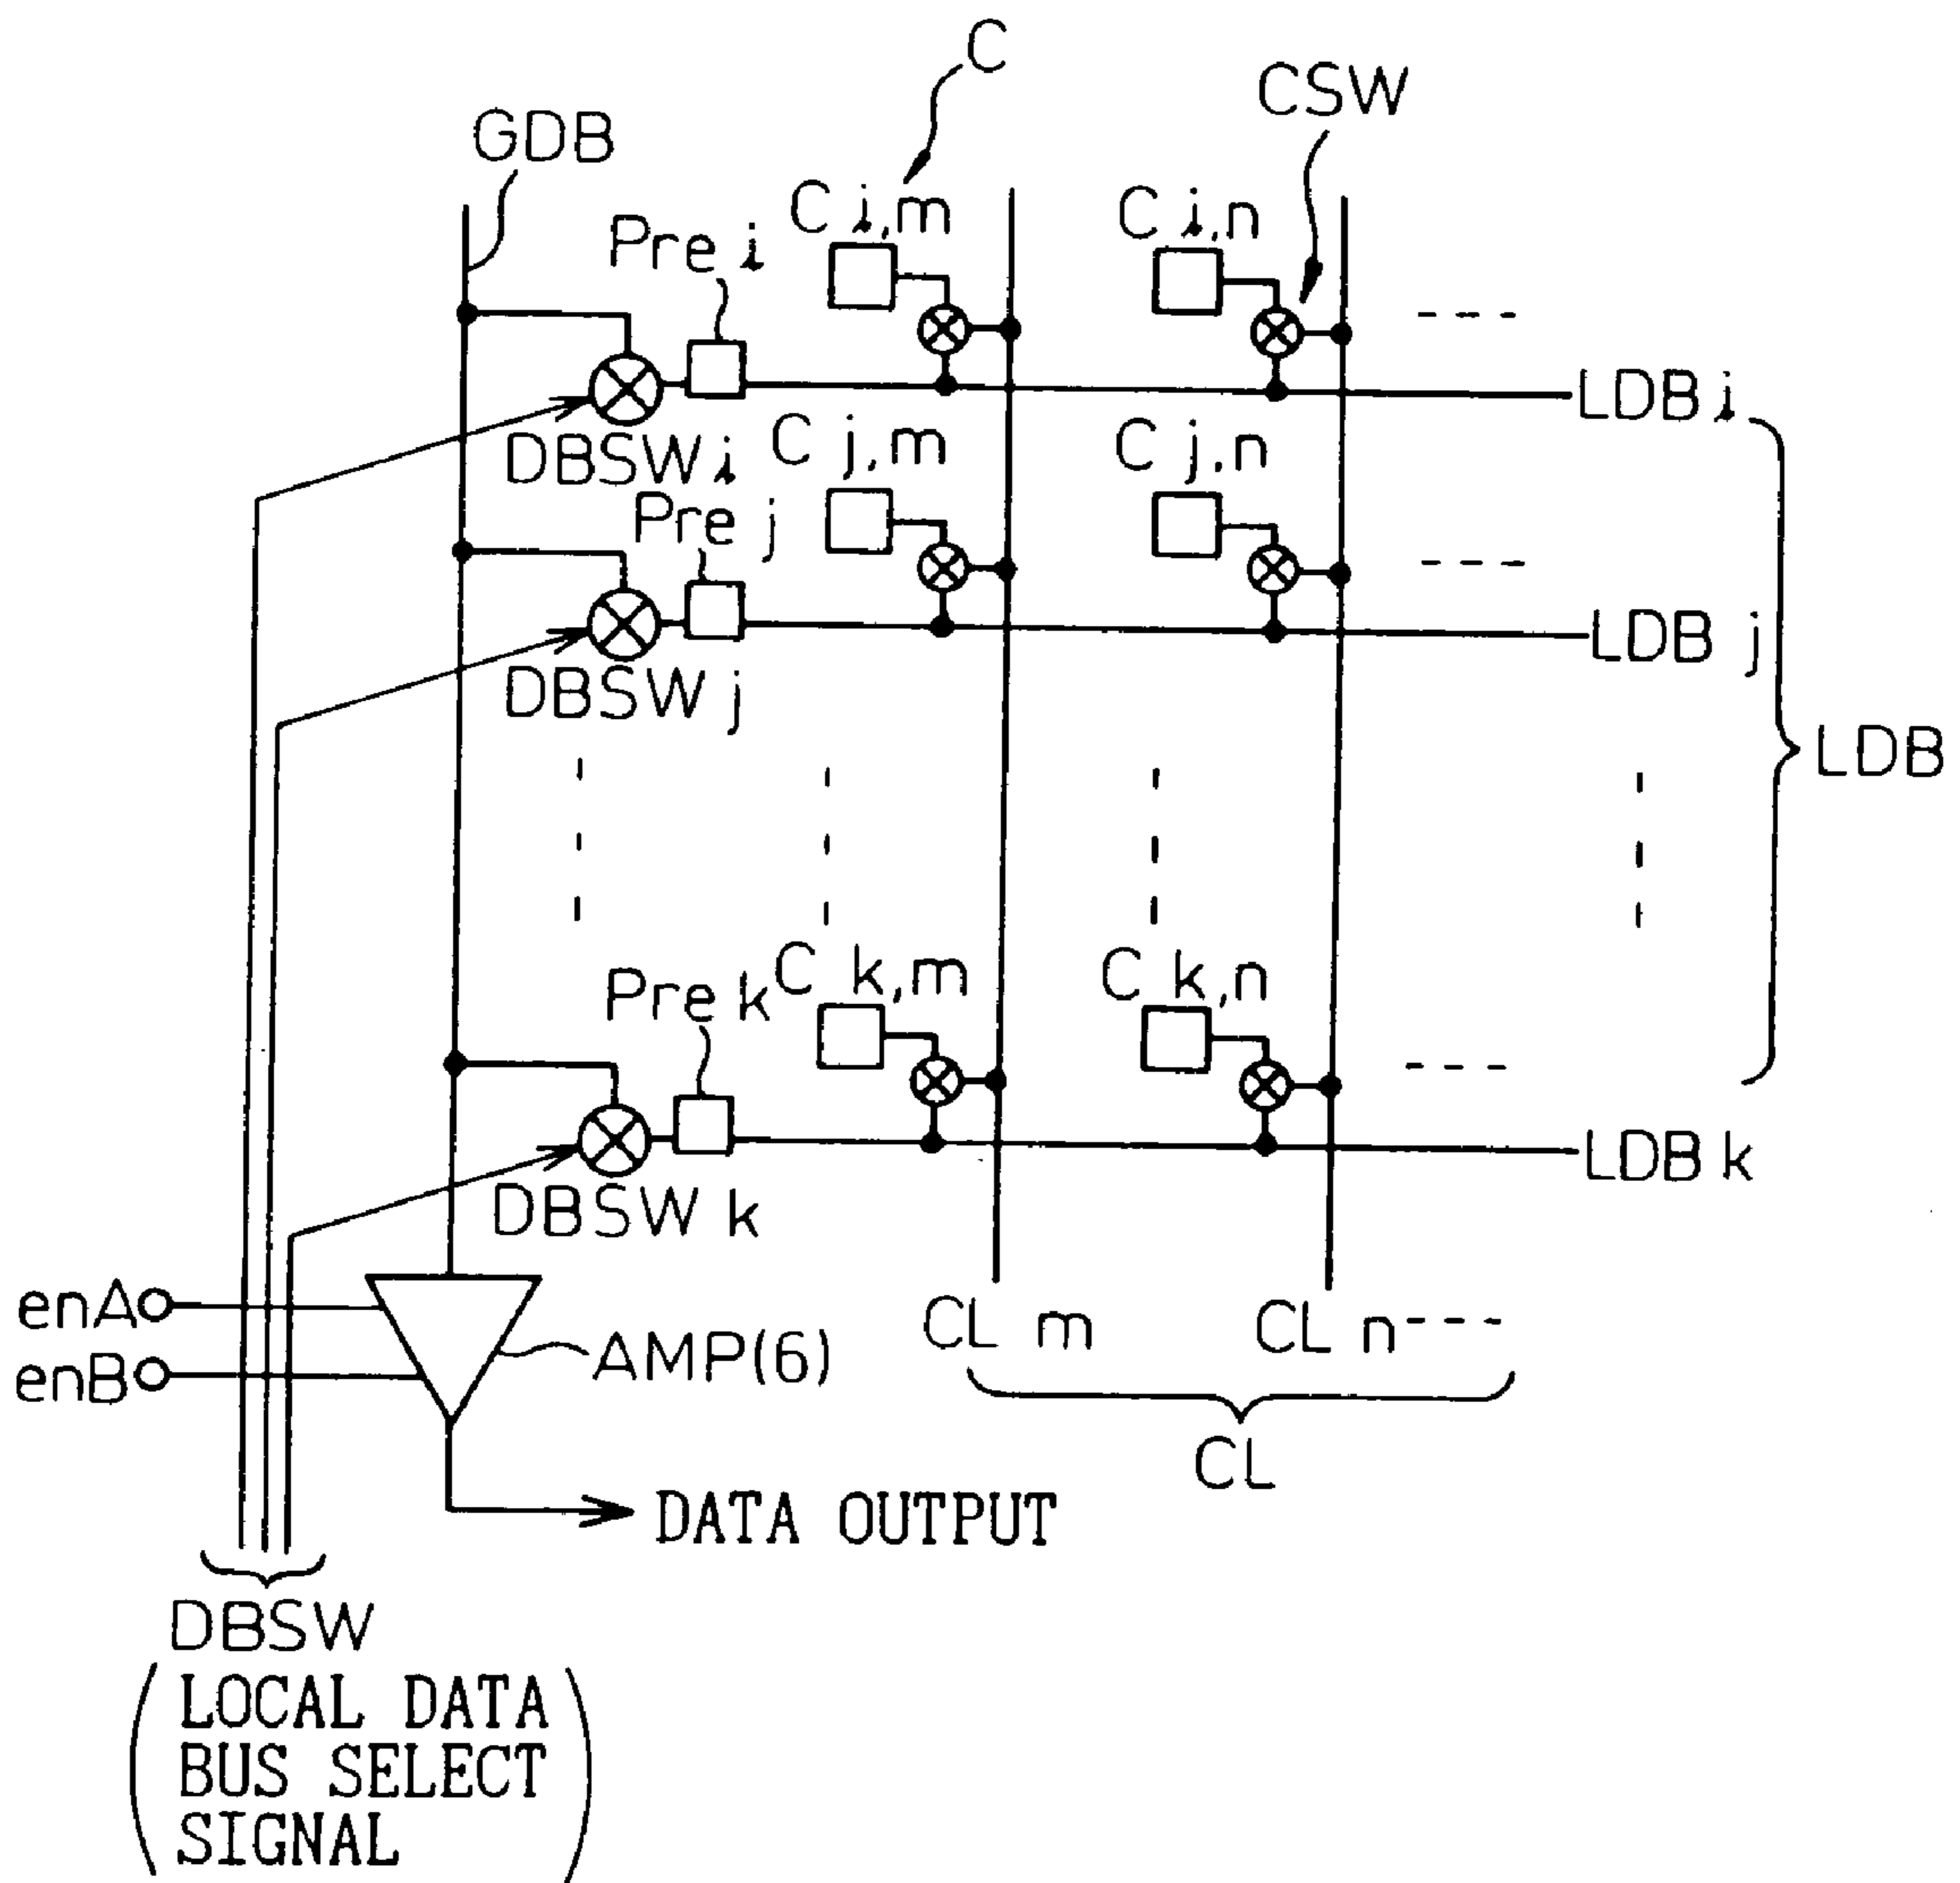 C
CSW
GDB
C i,m
C i,n
Pre i
LDB i
DBSW i
C j,m
C j,n
Pre j
LDB j
DBSW j
LDB
C k,m
C k,n
Pre k
LDB k
DBSW k
enA
CL m
CL n
AMP(6)
enB
CL
DATA OUTPUT
DBSW
LOCAL DATA
BUS SELECT
SIGNAL